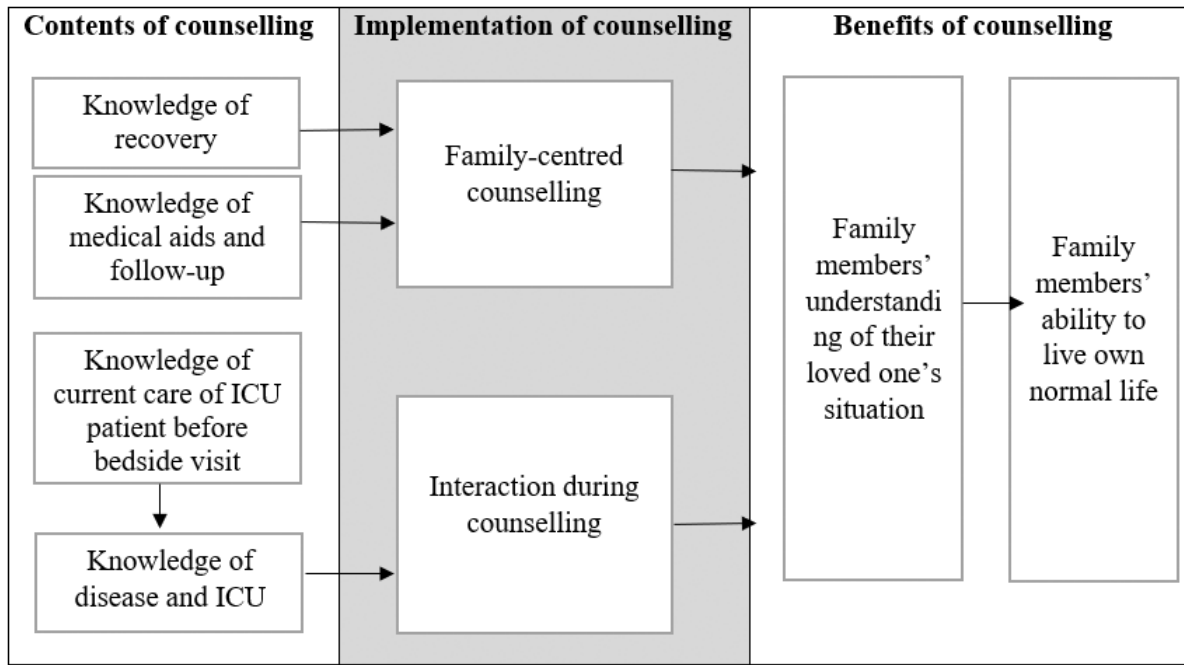 Contents of counselling
Knowledge of
recovery
Knowledge of
medical aids and
follow-up
Knowledge of
current care of ICU
patient before
bedside visit
Knowledge of
disease and ICU
Implementation of counselling
Family-centred
counselling
Interaction during
counselling
Benefits of counselling
Family
members’
understandi
ng of their
loved one’s
situation
Family
members’
ability to
live own
normal life